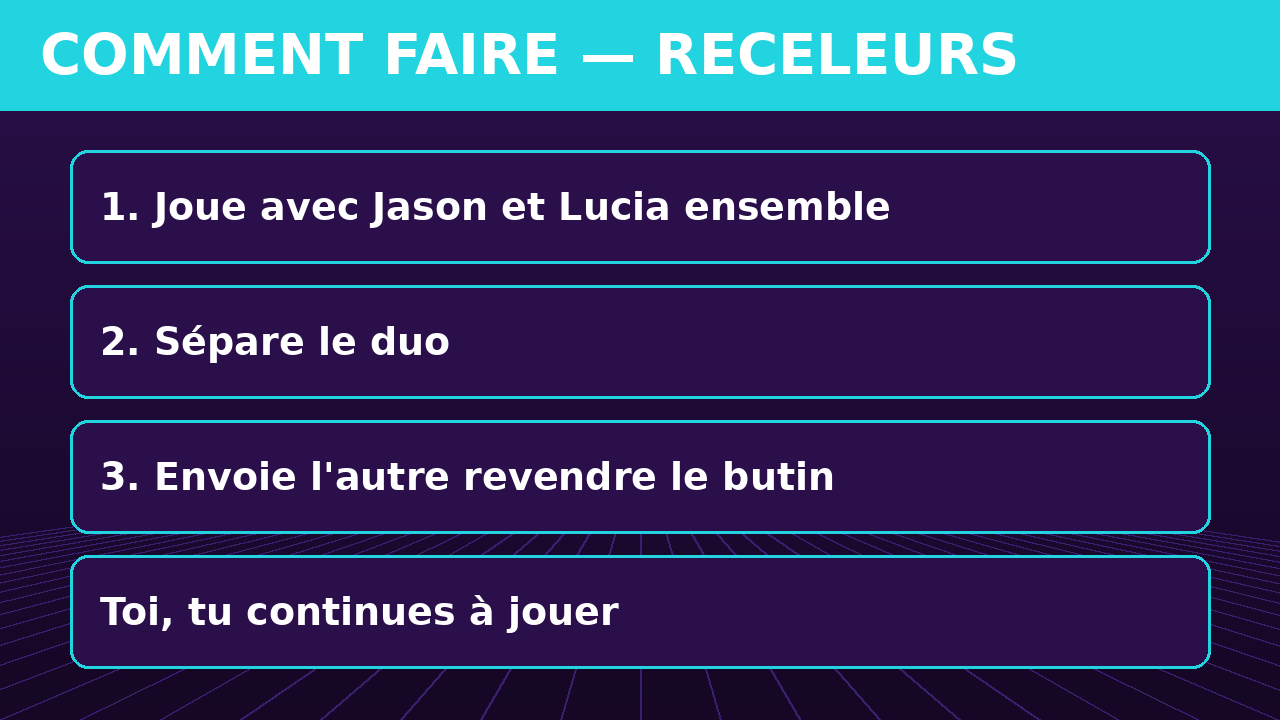 COMMENT FAIRE — RECELEURS
1. Joue avec Jason et Lucia ensemble
2. Sépare le duo
3. Envoie l'autre revendre le butin
Toi, tu continues à jouer